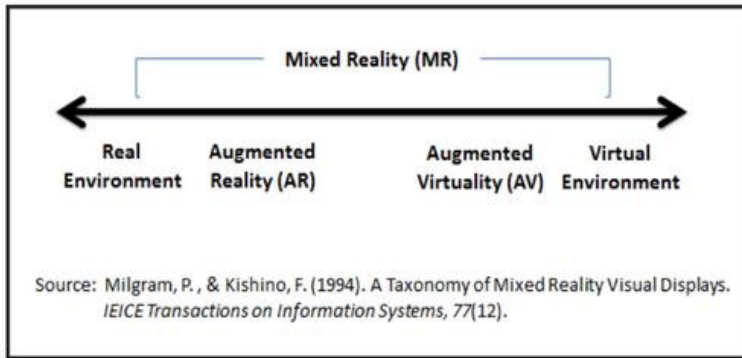 Mixed Reality (MR)
Real Environment
Augmented Reality (AR)
Augmented Virtuality (AV)
Virtual Environment
Source: Milgram, P. , & Kishino, F. (1994). A Taxonomy of Mixed Reality Visual Displays.
IEICE Transactions on Information Systems, 77(12).